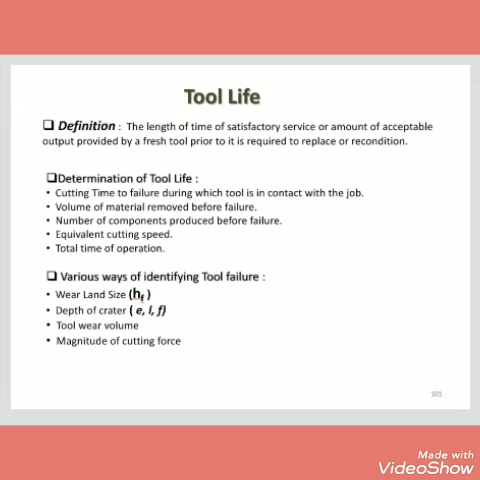 Tool Life
❑ Definition : The length of time of satisfactory service or amount of acceptable
output provided by a fresh tool prior to it is required to replace or recondition.
❑Determination of Tool Life :
• Cutting Time to failure during which tool is in contact with the job.
• Volume of material removed before failure.
• Number of components produced before failure.
• Equivalent cutting speed.
• Total time of operation.
❑ Various ways of identifying Tool failure :
• Wear Land Size (hf )
• Depth of crater ( e, l, f)
• Tool wear volume
• Magnitude of cutting force
101
Made with
VideoShow